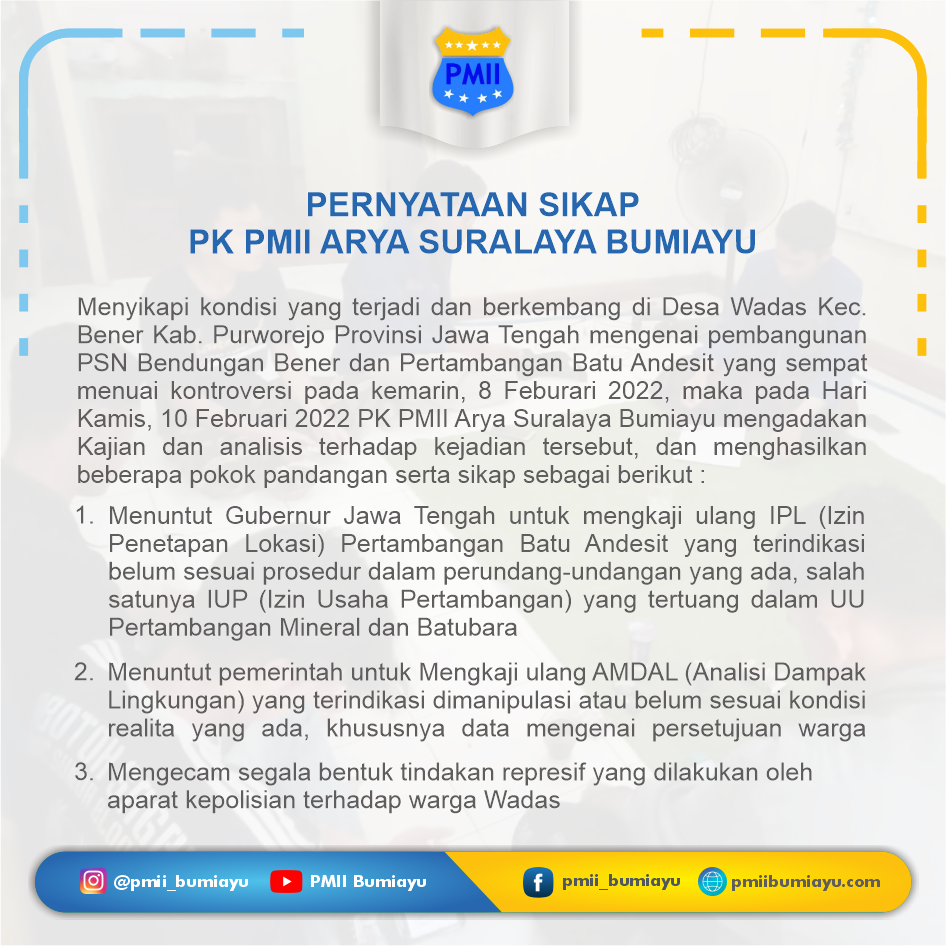 PMII
PERNYATAAN SIKAP
PK PMII ARYA SURALAYA BUMIAYU
Menyikapi kondisi yang terjadi dan berkembang di Desa Wadas Kec.
Bener Kab. Purworejo Provinsi Jawa Tengah mengenai pembangunan
PSN Bendungan Bener dan Pertambangan Batu Andesit yang sempat
menuai kontroversi pada kemarin, 8 Feburari 2022, maka pada Hari
Kamis, 10 Februari 2022 PK PMII Arya Suralaya Bumiayu mengadakan
Kajian dan analisis terhadap kejadian tersebut, dan menghasilkan
beberapa pokok pandangan serta sikap sebagai berikut :
1. Menuntut Gubernur Jawa Tengah untuk mengkaji ulang IPL (Izin
Penetapan Lokasi) Pertambangan Batu Andesit yang terindikasi
belum sesuai prosedur dalam perundang-undangan yang ada, salah
satunya IUP (Izin Usaha Pertambangan) yang tertuang dalam UU
Pertambangan Mineral dan Batubara
2. Menuntut pemerintah untuk Mengkaji ulang AMDAL (Analisi Dampak
Lingkungan) yang terindikasi dimanipulasi atau belum sesuai kondisi
realita yang ada, khususnya data mengenai persetujuan warga
3. Mengecam segala bentuk tindakan represif yang dilakukan oleh
aparat kepolisian terhadap warga Wadas
@pmii_bumiayu PMII Bumiayu pmii_bumiayu pmiibumiayu.com